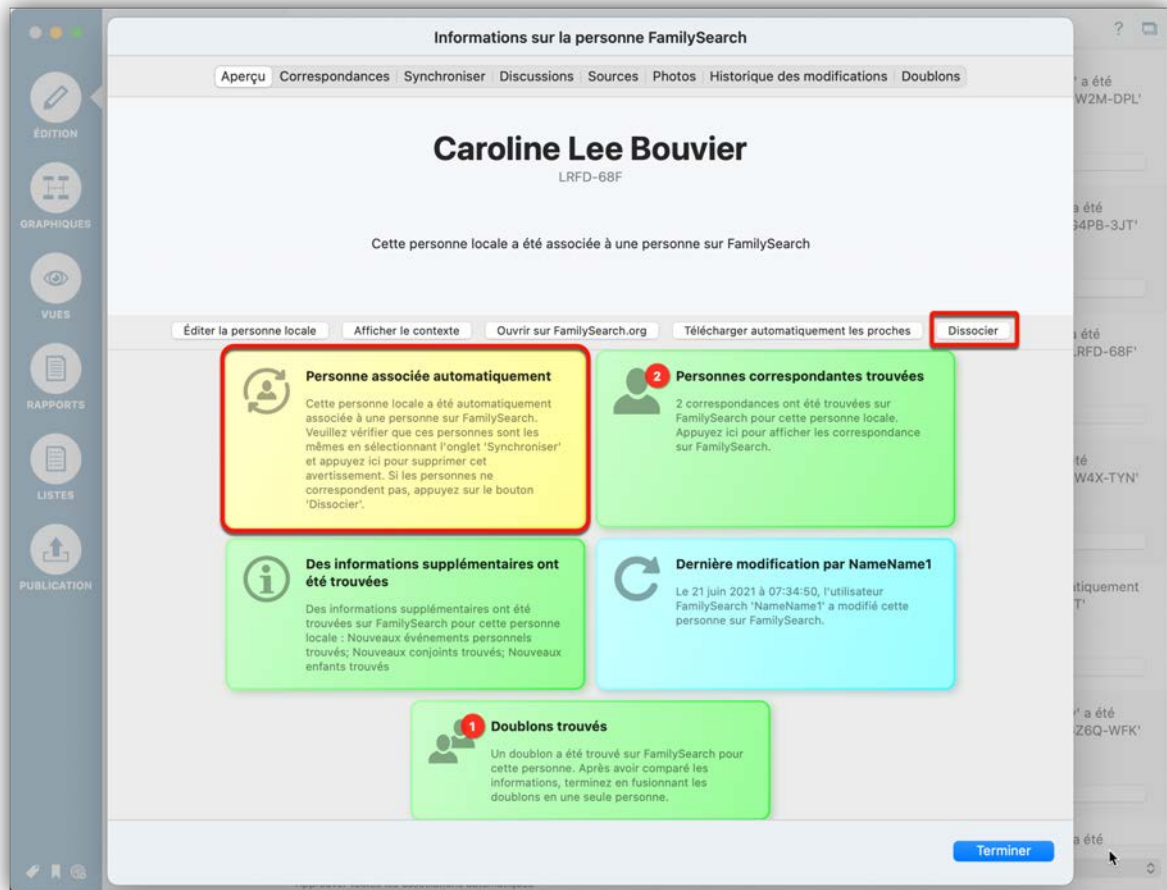 Informations sur la personne FamilySearch
?
Aperçu Correspondances Synchroniser Discussions Sources Photos Historique des modifications Doublons
ÉDITION
GRAPHIQUES
VUES
RAPPORTS
LISTES
PUBLICATION
Caroline Lee Bouvier
LRFD-68F
Cette personne locale a été associée à une personne sur FamilySearch
Éditer la personne locale Afficher le contexte Ouvrir sur FamilySearch.org Télécharger automatiquement les proches Dissocier
Personne associée automatiquement
Cette personne locale a été automatiquement
associée à une personne sur FamilySearch.
Veuillez vérifier que ces personnes sont les
mêmes en sélectionnant l'onglet 'Synchroniser'
et appuyez ici pour supprimer cet
avertissement. Si les personnes ne
correspondent pas, appuyez sur le bouton
'Dissocier'.
2
Personnes correspondantes trouvées
2 correspondances ont été trouvées sur
FamilySearch pour cette personne locale.
Appuyez ici pour afficher les correspondance
sur FamilySearch.
Des informations supplémentaires ont
été trouvées
Des informations supplémentaires ont été
trouvées sur FamilySearch pour cette personne
locale : Nouveaux événements personnels
trouvés; Nouveaux conjoints trouvés; Nouveaux
enfants trouvés
Dernière modification par NameName1
Le 21 juin 2021 à 07:34:50, l'utilisateur
FamilySearch 'NameName1' a modifié cette
personne sur FamilySearch.
1
Doublons trouvés
Un doublon a été trouvé sur FamilySearch pour
cette personne. Après avoir comparé les
informations, terminez en fusionnant les
doublons en une seule personne.
Terminer
' a été
W2M-DPL'
a été
S4PB-3JT'
a été
LRFD-68F'
W4X-TYN'
T'
' a été
Z6Q-WFK'
a été